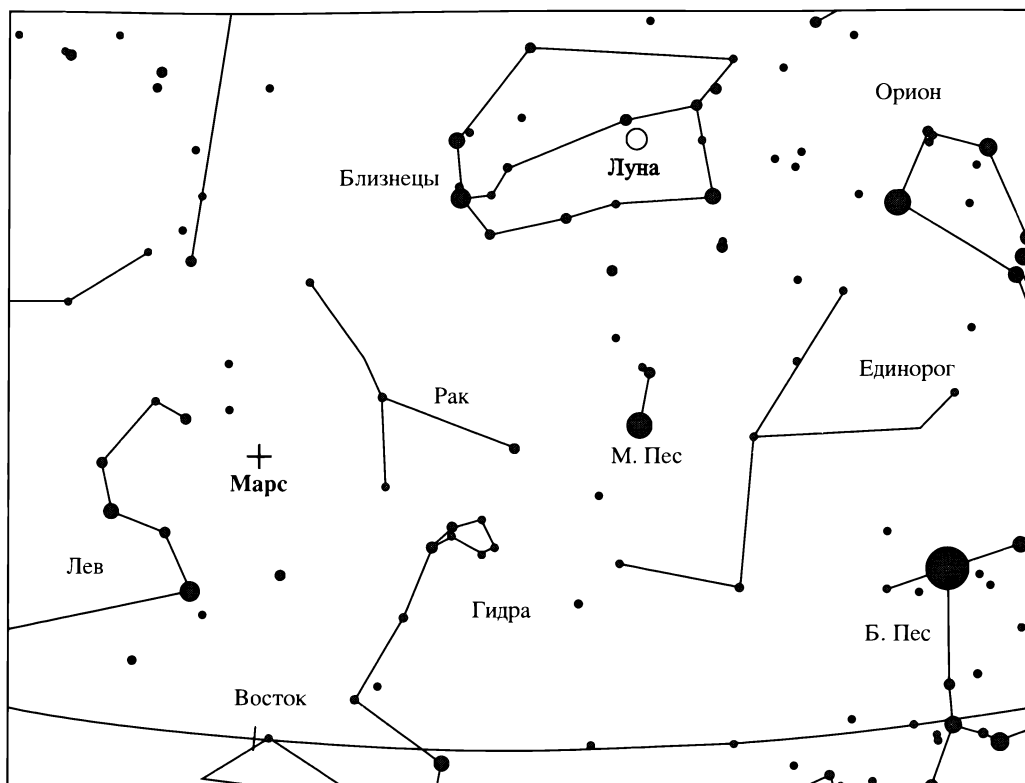 Орион
Близнецы
Луна
Единорог
Рак
М. Пес
Марс
Лев
Гидра
Б. Пес
Восток